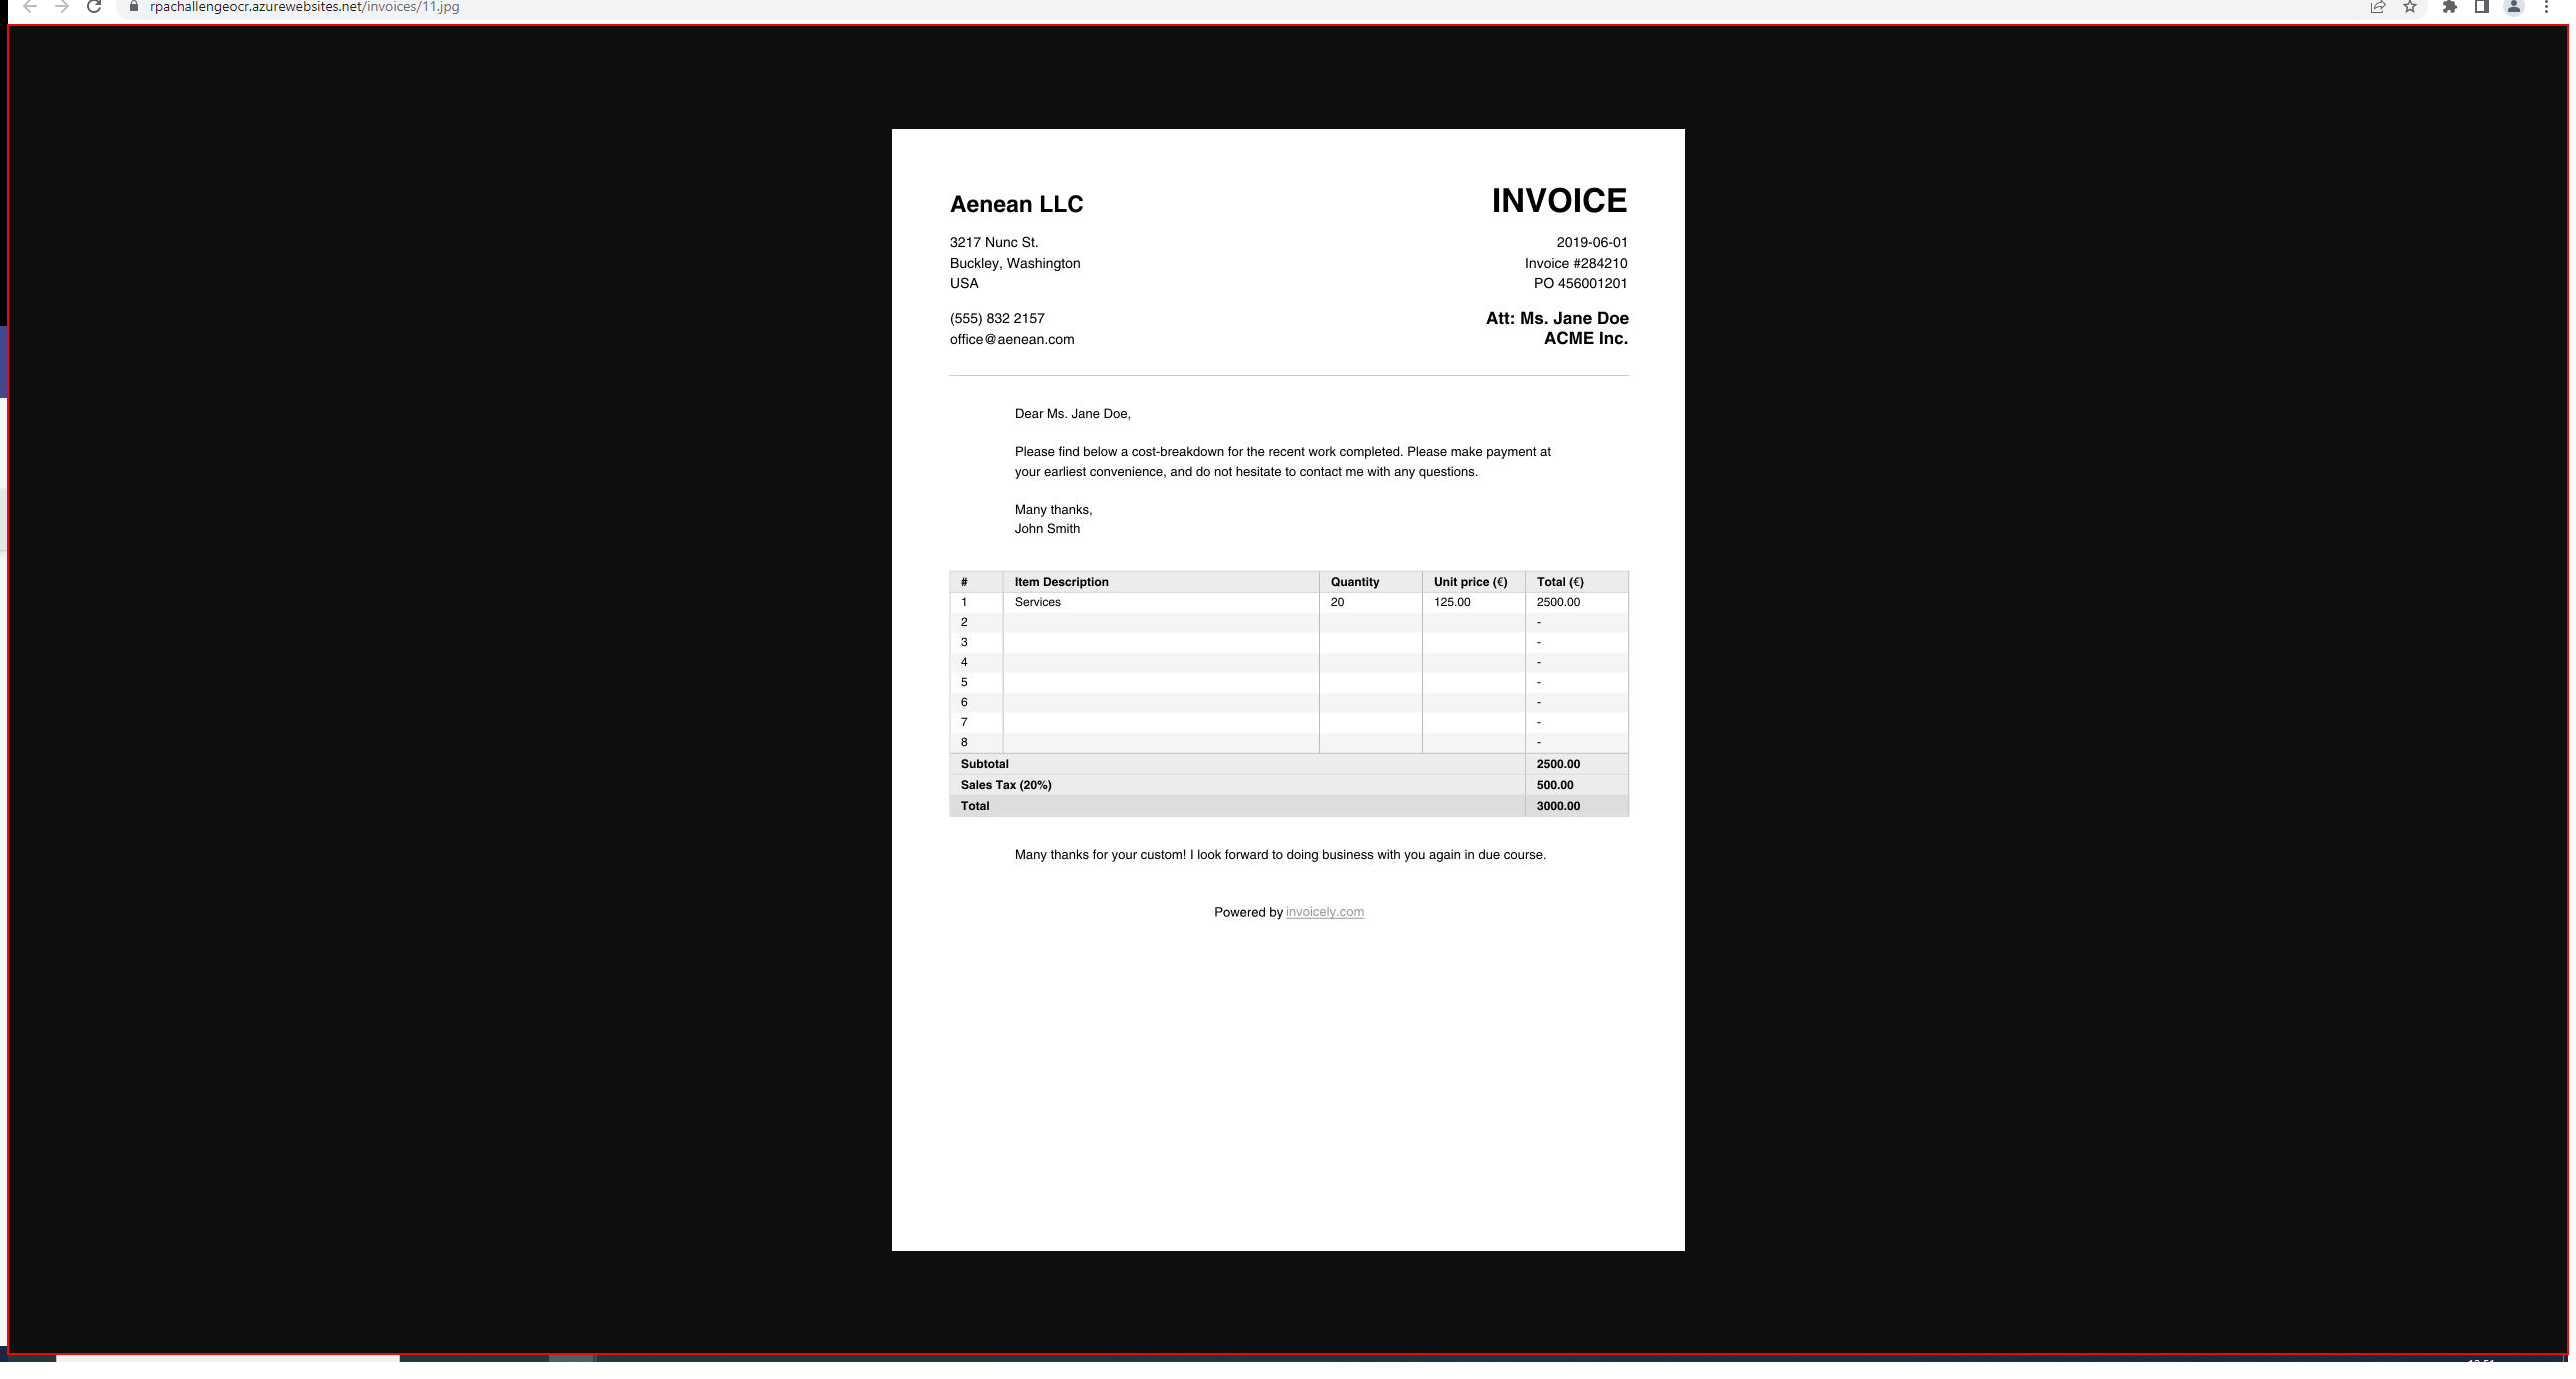 rpachallengeocr.azurewebsites.net/invoices/11.jpg
Aenean LLC
INVOICE
3217 Nunc St.
2019-06-01
Buckley, Washington
Invoice #284210
USA
PO 456001201
(555) 832 2157
Att: Ms. Jane Doe
office@aenean.com
ACME Inc.
Dear Ms. Jane Doe,
Please find below a cost-breakdown for the recent work completed. Please make payment at
your earliest convenience, and do not hesitate to contact me with any questions.
Many thanks,
John Smith
# Item Description Quantity Unit price (€) Total (€)
1 Services 20 125.00 2500.00
2 -
3 -
4 -
5 -
6 -
7 -
8 -
Subtotal 2500.00
Sales Tax (20%) 500.00
Total 3000.00
Many thanks for your custom! I look forward to doing business with you again in due course.
Powered by invoicely.com